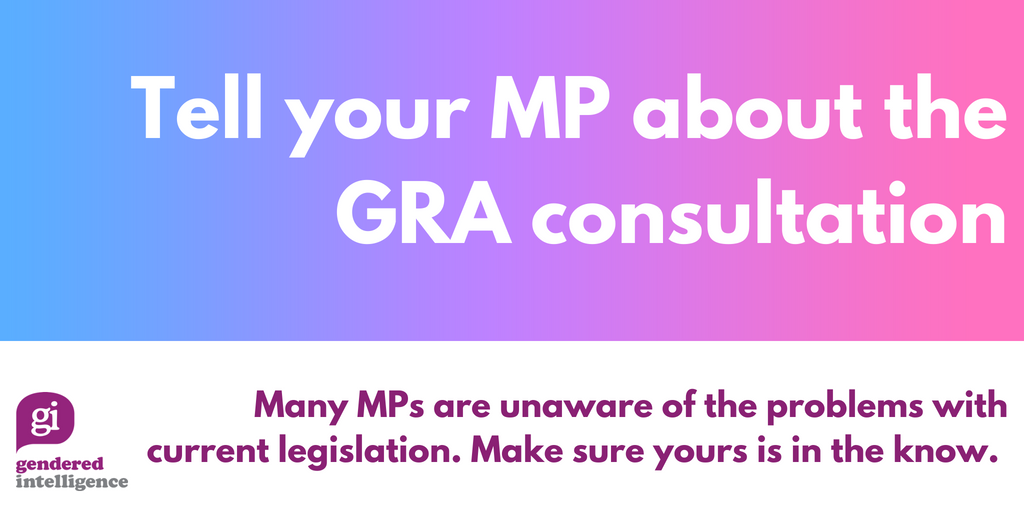 Tell your MP about the
GRA consultation
Many MPs are unaware of the problems with
current legislation. Make sure yours is in the know.
gi
gendered
intelligence